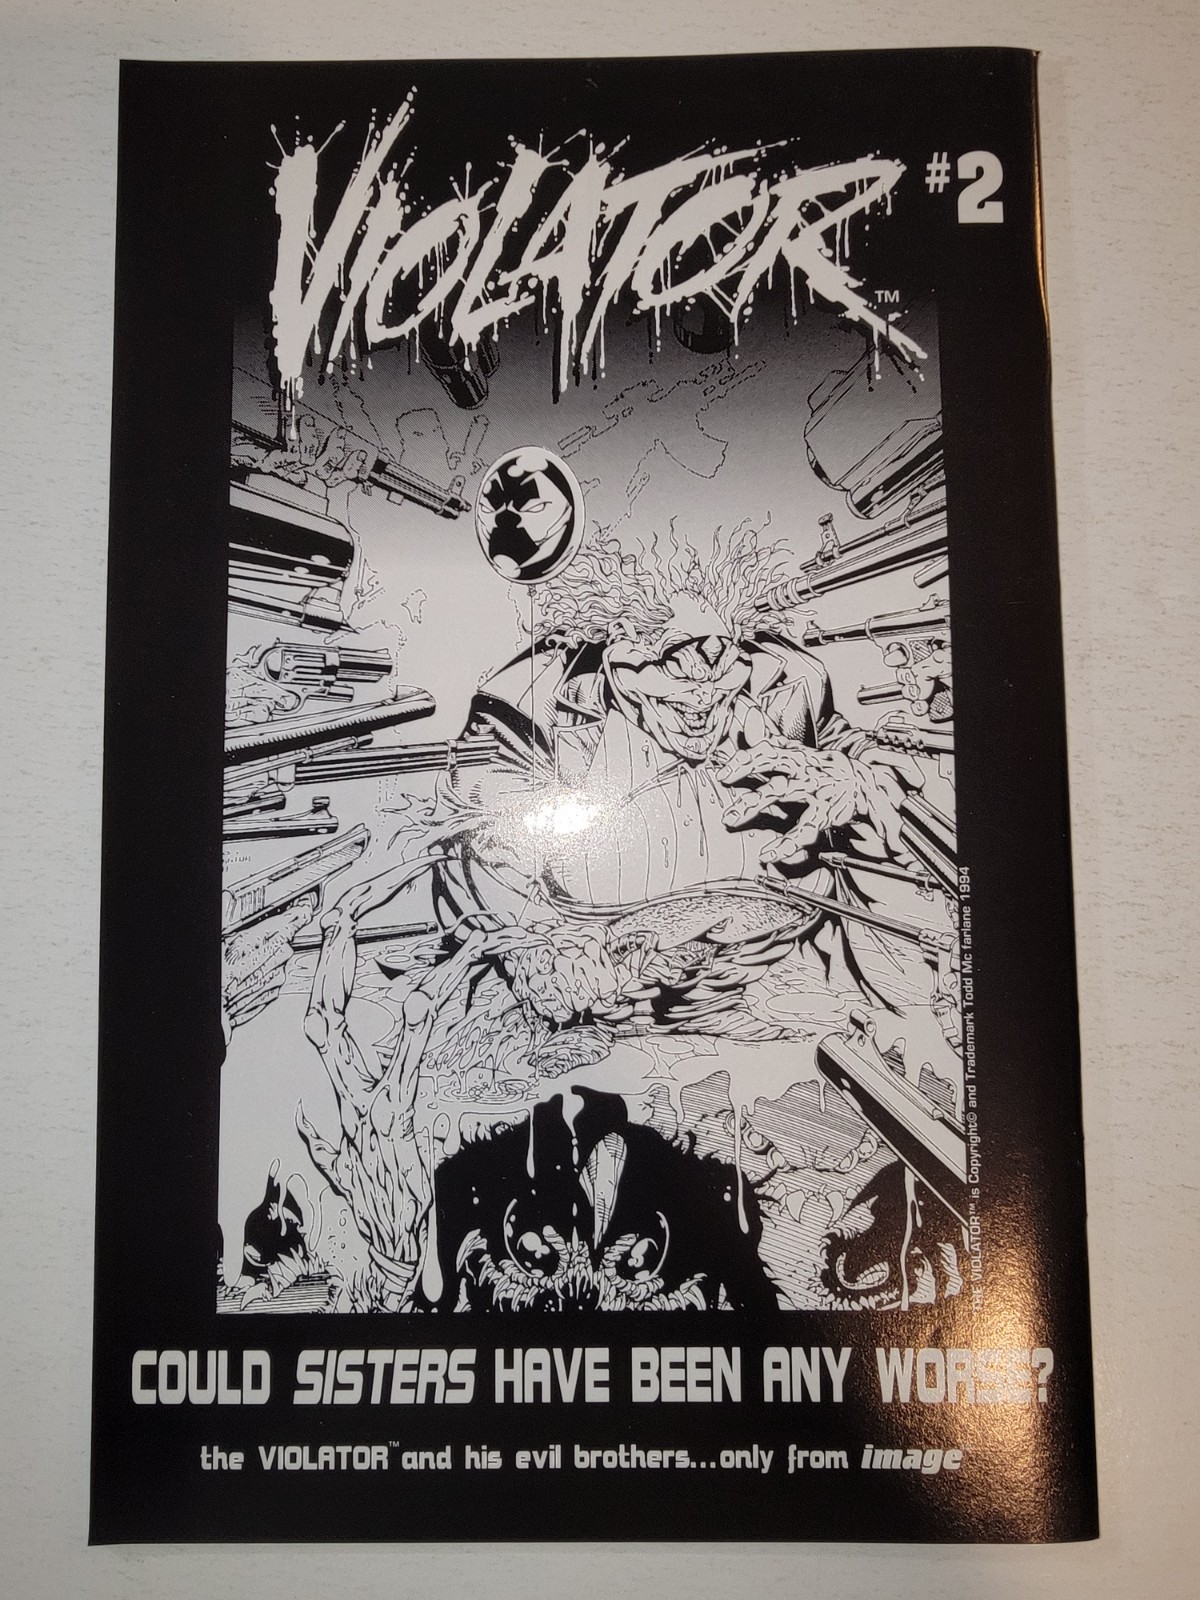 VIOLATOR™
#2
THE VIOLATOR™ is Copyright© and Trademark Todd Mc farlane 1994
COULD SISTERS HAVE BEEN ANY WORSE?
the VIOLATOR™ and his evil brothers...only from image